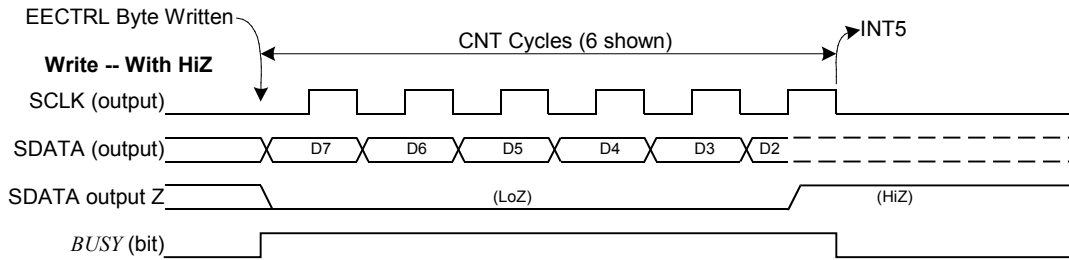 EECTRL Byte Written
CNT Cycles (6 shown)
INT5
Write -- With HiZ
SCLK (output)
SDATA (output)
D7
D6
D5
D4
D3
D2
SDATA output Z
(LoZ)
(HiZ)
BUSY (bit)